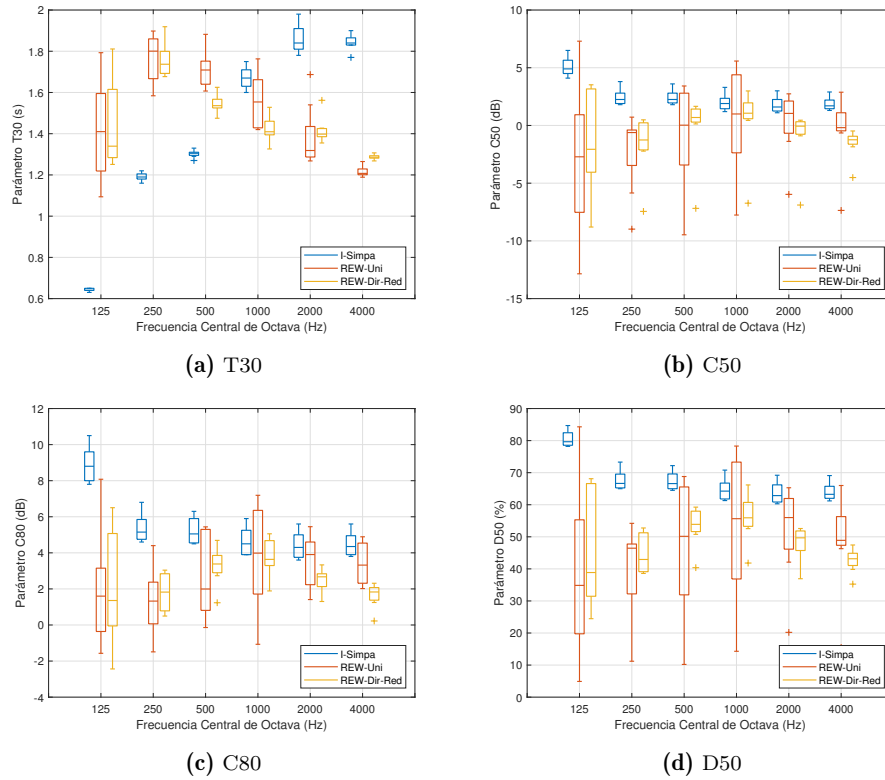 2
1.8
1.6
1.4
1.2
1
0.8
0.6
Parámetro T30 (s)
125 250 500 1000 2000 4000
Frecuencia Central de Octava (Hz)
I-Simpa
REW-Uni
REW-Dir-Red
(a) T30
10
5
0
-5
-10
-15
Parámetro C50 (dB)
125 250 500 1000 2000 4000
Frecuencia Central de Octava (Hz)
I-Simpa
REW-Uni
REW-Dir-Red
(b) C50
12
10
8
6
4
2
0
-2
-4
Parámetro C80 (dB)
125 250 500 1000 2000 4000
Frecuencia Central de Octava (Hz)
I-Simpa
REW-Uni
REW-Dir-Red
(c) C80
90
80
70
60
50
40
30
20
10
0
Parámetro D50 (%)
125 250 500 1000 2000 4000
Frecuencia Central de Octava (Hz)
I-Simpa
REW-Uni
REW-Dir-Red
(d) D50